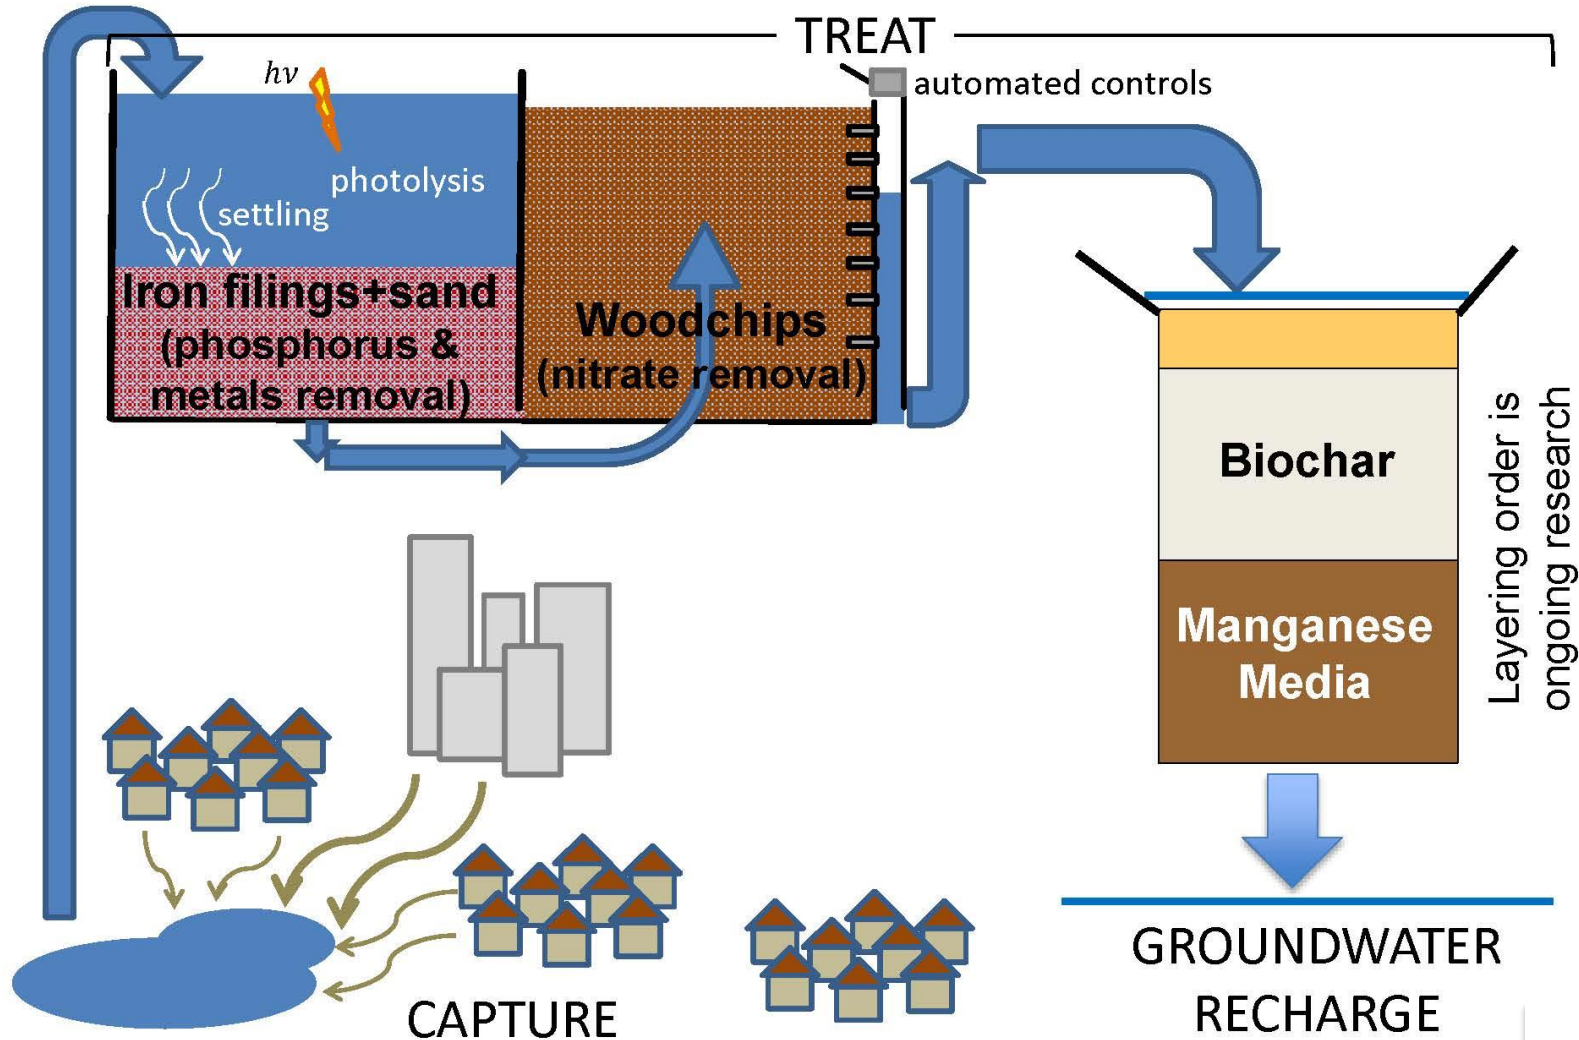 TREAT
hν
automated controls
photolysis
settling
Iron filings+sand
(phosphorus &
metals removal)
Woodchips
(nitrate removal)
Biochar
Manganese
Media
Layering order is
ongoing research
CAPTURE
GROUNDWATER
RECHARGE